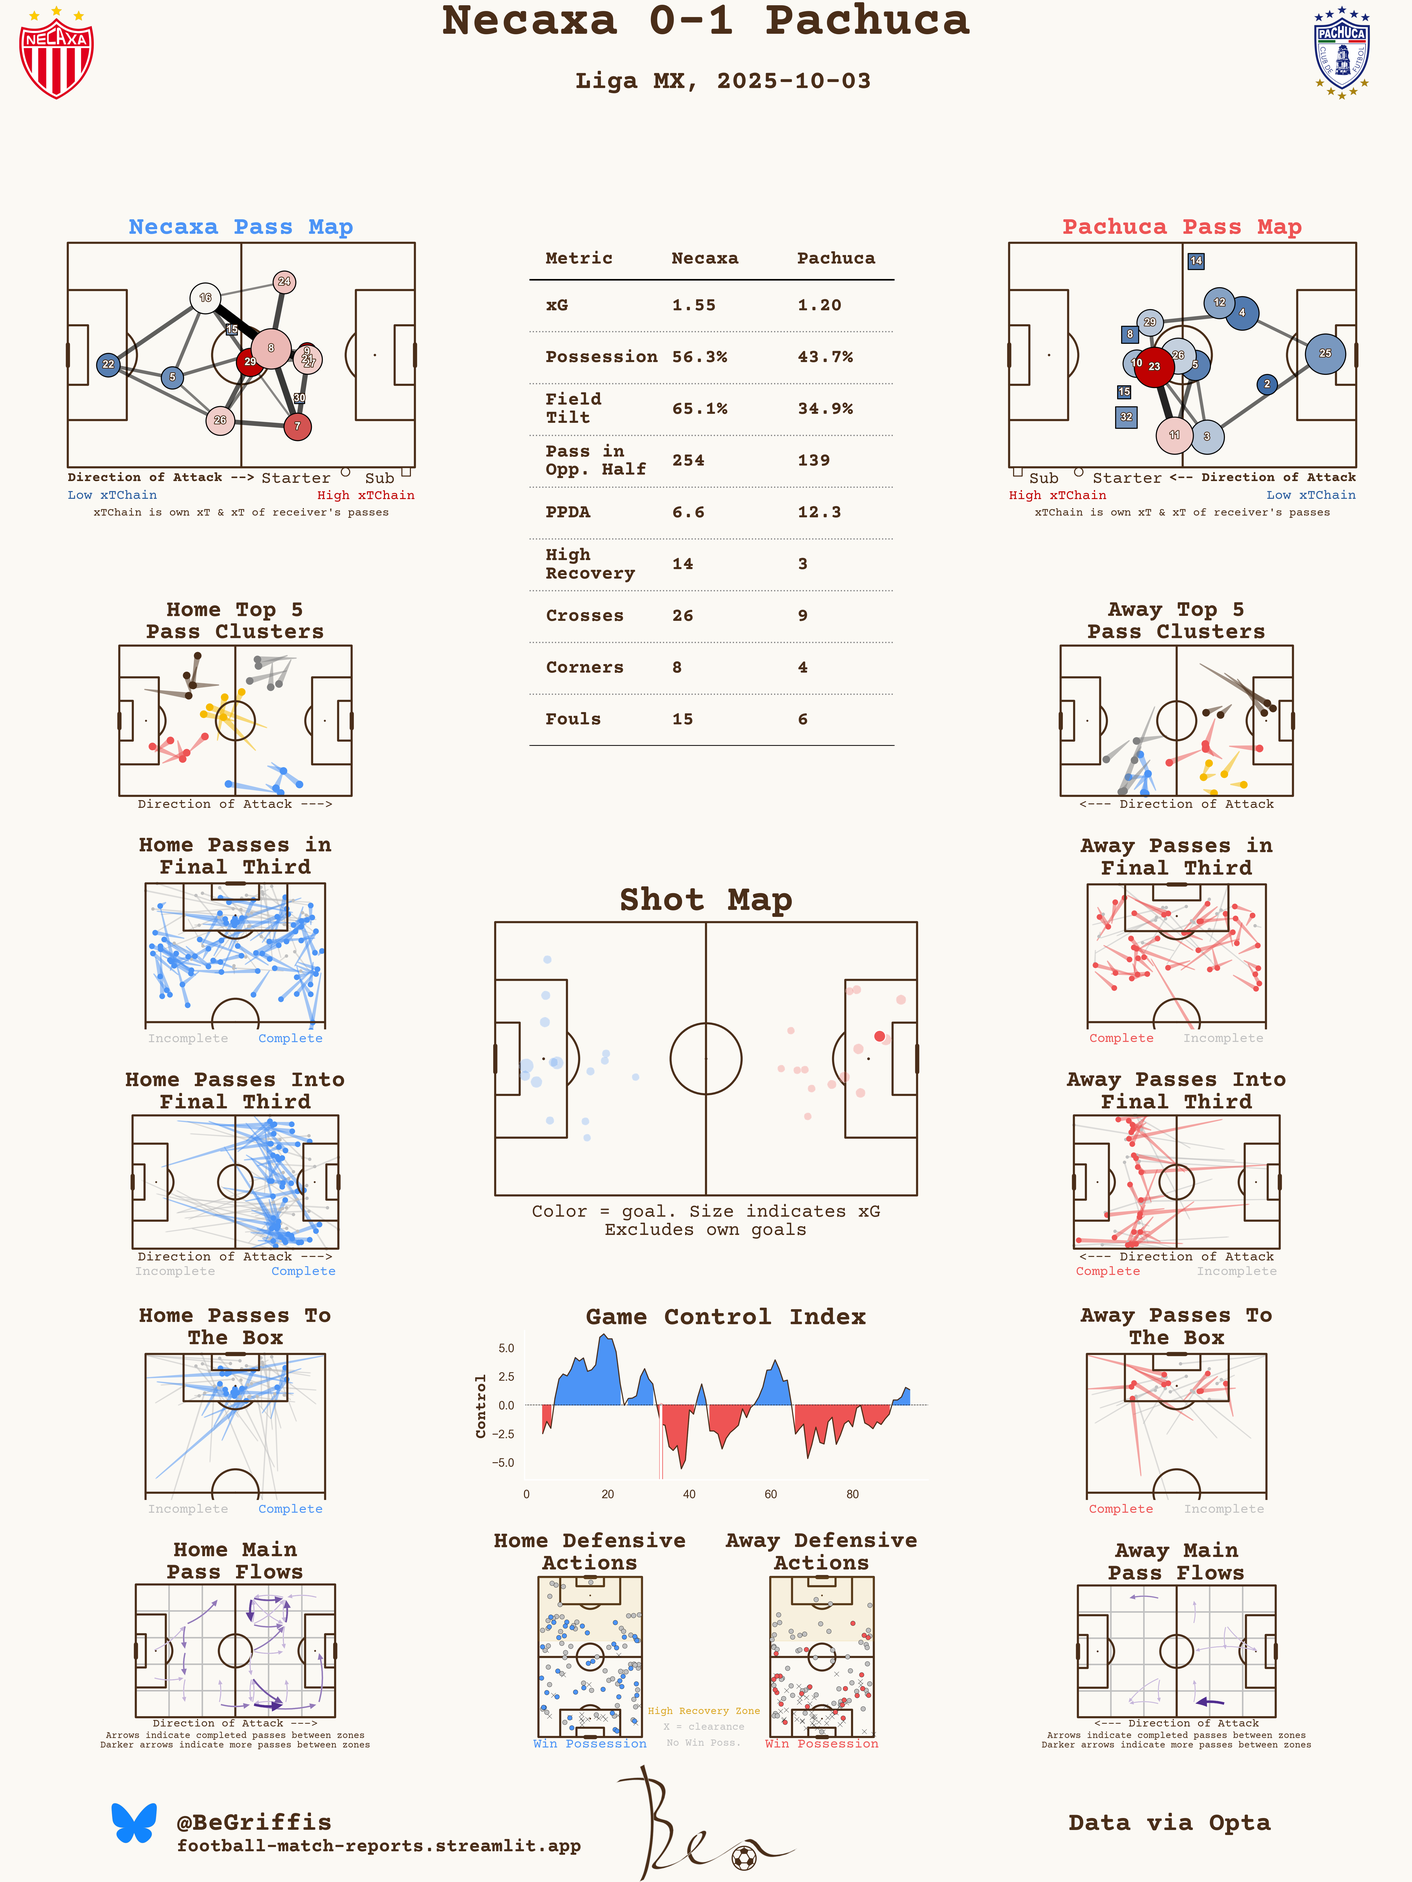 Necaxa 0-1 Pachuca
Liga MX, 2025-10-03
NECAXA
PACHUCA
CLUB DE FUTBOL
Necaxa Pass Map
24
16
15
8
9
29
27
22
5
30
26
7
Direction of Attack --> Starter Sub
Low xTChain High xTChain
xTChain is own xT & xT of receiver's passes
Metric Necaxa Pachuca
xG 1.55 1.20
Possession 56.3% 43.7%
Field
Tilt 65.1% 34.9%
Pass in
Opp. Half 254 139
PPDA 6.6 12.3
High
Recovery 14 3
Crosses 26 9
Corners 8 4
Fouls 15 6
Pachuca Pass Map
14
12
4
29
8
26
25
10
23
5
2
15
32
11
3
Sub Starter <-- Direction of Attack
High xTChain Low xTChain
xTChain is own xT & xT of receiver's passes
Home Top 5
Pass Clusters
Direction of Attack --->
Away Top 5
Pass Clusters
<--- Direction of Attack
Home Passes in
Final Third
Incomplete Complete
Shot Map
Color = goal. Size indicates xG
Excludes own goals
Away Passes in
Final Third
Complete Incomplete
Home Passes Into
Final Third
Direction of Attack --->
Incomplete Complete
Away Passes Into
Final Third
<--- Direction of Attack
Complete Incomplete
Home Passes To
The Box
Incomplete Complete
Game Control Index
Control
5.0
2.5
0.0
−2.5
−5.0
0 20 40 60 80
Away Passes To
The Box
Complete Incomplete
Home Main
Pass Flows
Direction of Attack --->
Arrows indicate completed passes between zones
Darker arrows indicate more passes between zones
Home Defensive
Actions
Win Possession
High Recovery Zone
X = clearance
No Win Poss.
Away Defensive
Actions
Win Possession
Away Main
Pass Flows
<--- Direction of Attack
Arrows indicate completed passes between zones
Darker arrows indicate more passes between zones
@BeGriffis
football-match-reports.streamlit.app
Ben
Data via Opta